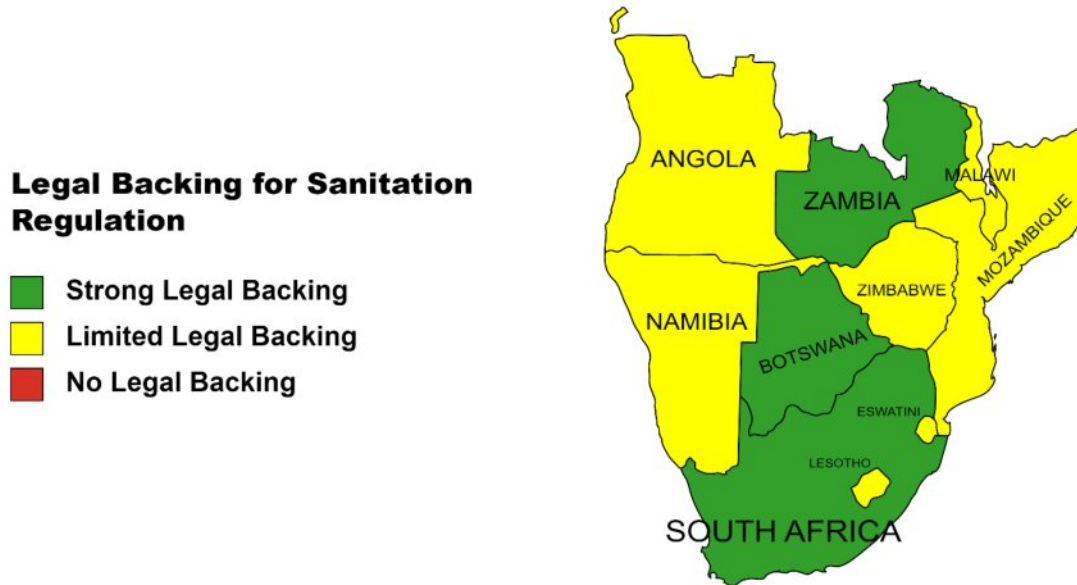 Legal Backing for Sanitation
Regulation
Strong Legal Backing
Limited Legal Backing
No Legal Backing
ANGOLA
ZAMBIA
MALAWI
MOZAMBIQUE
ZIMBABWE
NAMIBIA
BOTSWANA
ESWATINI
LESOTHO
SOUTH AFRICA